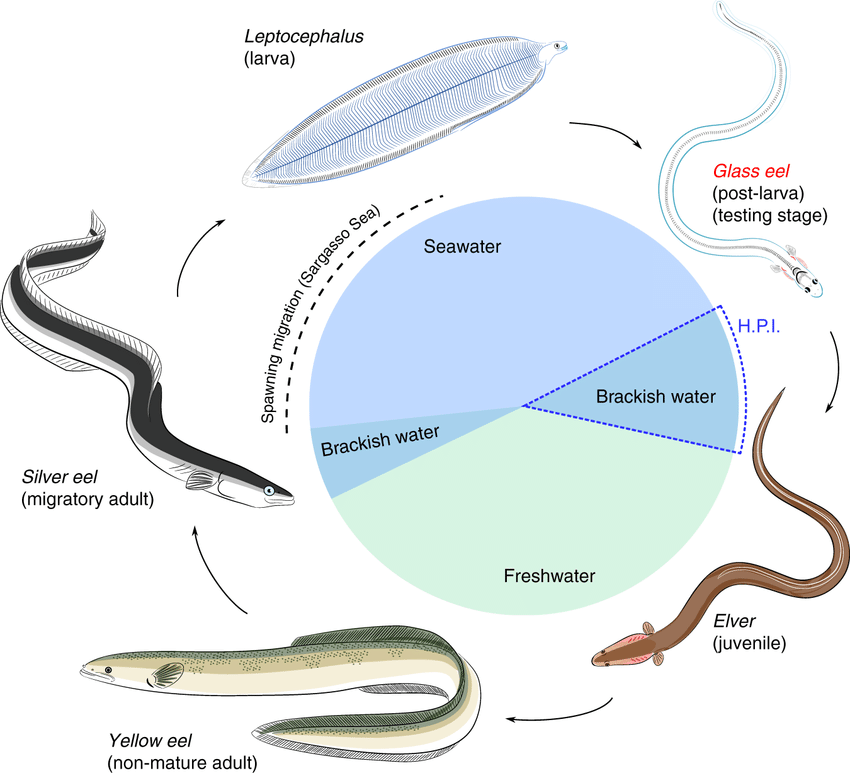 Leptocephalus
(larva)
Glass eel
(post-larva)
(testing stage)
Spawning migration (Sargasso Sea)
Seawater
H.P.I.
Brackish water
Brackish water
Silver eel
(migratory adult)
Freshwater
Elver
(juvenile)
Yellow eel
(non-mature adult)